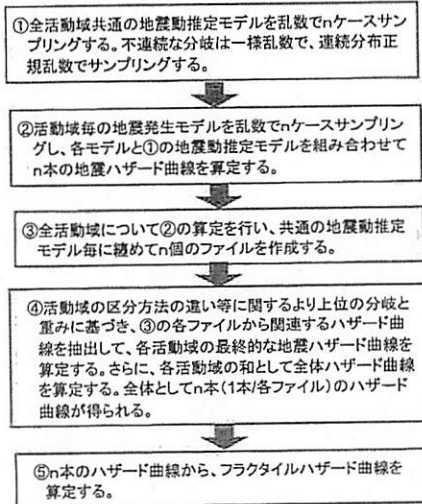 ①全活動域共通の地震動推定モデルを乱数でnケースサン
プリングする。不連続な分岐は一様乱数で、連続分布正
規乱数でサンプリングする。
②活動域毎の地震発生モデルを乱数でnケースサンプリン
グし、各モデルと①の地震動推定モデルを組み合わせて
n本の地震ハザード曲線を算定する。
③全活動域について②の算定を行い、共通の地震動推定
モデル毎に纏めてn個のファイルを作成する。
④活動域の区分方法の違い等に関するより上位の分岐と
重みに基づき、③の各ファイルから関連するハザード曲
線を抽出して、各活動域の最終的な地震ハザード曲線を
算定する。さらに、各活動域の和として全体ハザード曲線
を算定する。全体としてn本(1本/各ファイル)のハザード
曲線が得られる。
⑤n本のハザード曲線から、フラクタイルハザード曲線を
算定する。